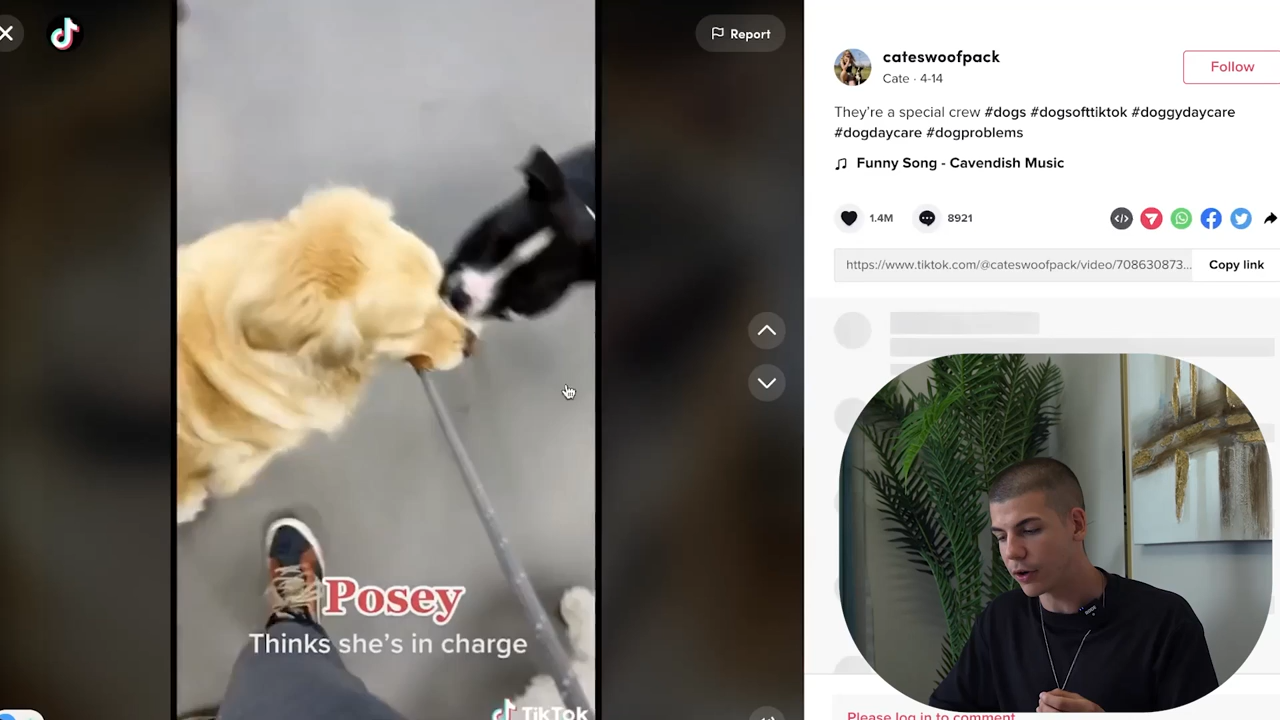 Report
cateswoofpack
Cate · 4-14
Follow
They're a special crew #dogs #dogsofttiktok #doggydaycare
#dogdaycare #dogproblems
Funny Song - Cavendish Music
1.4M
8921
https://www.tiktok.com/@cateswoofpack/video/708630873...
Copy link
Posey
Thinks she's in charge
TikTok
Please log in to comment